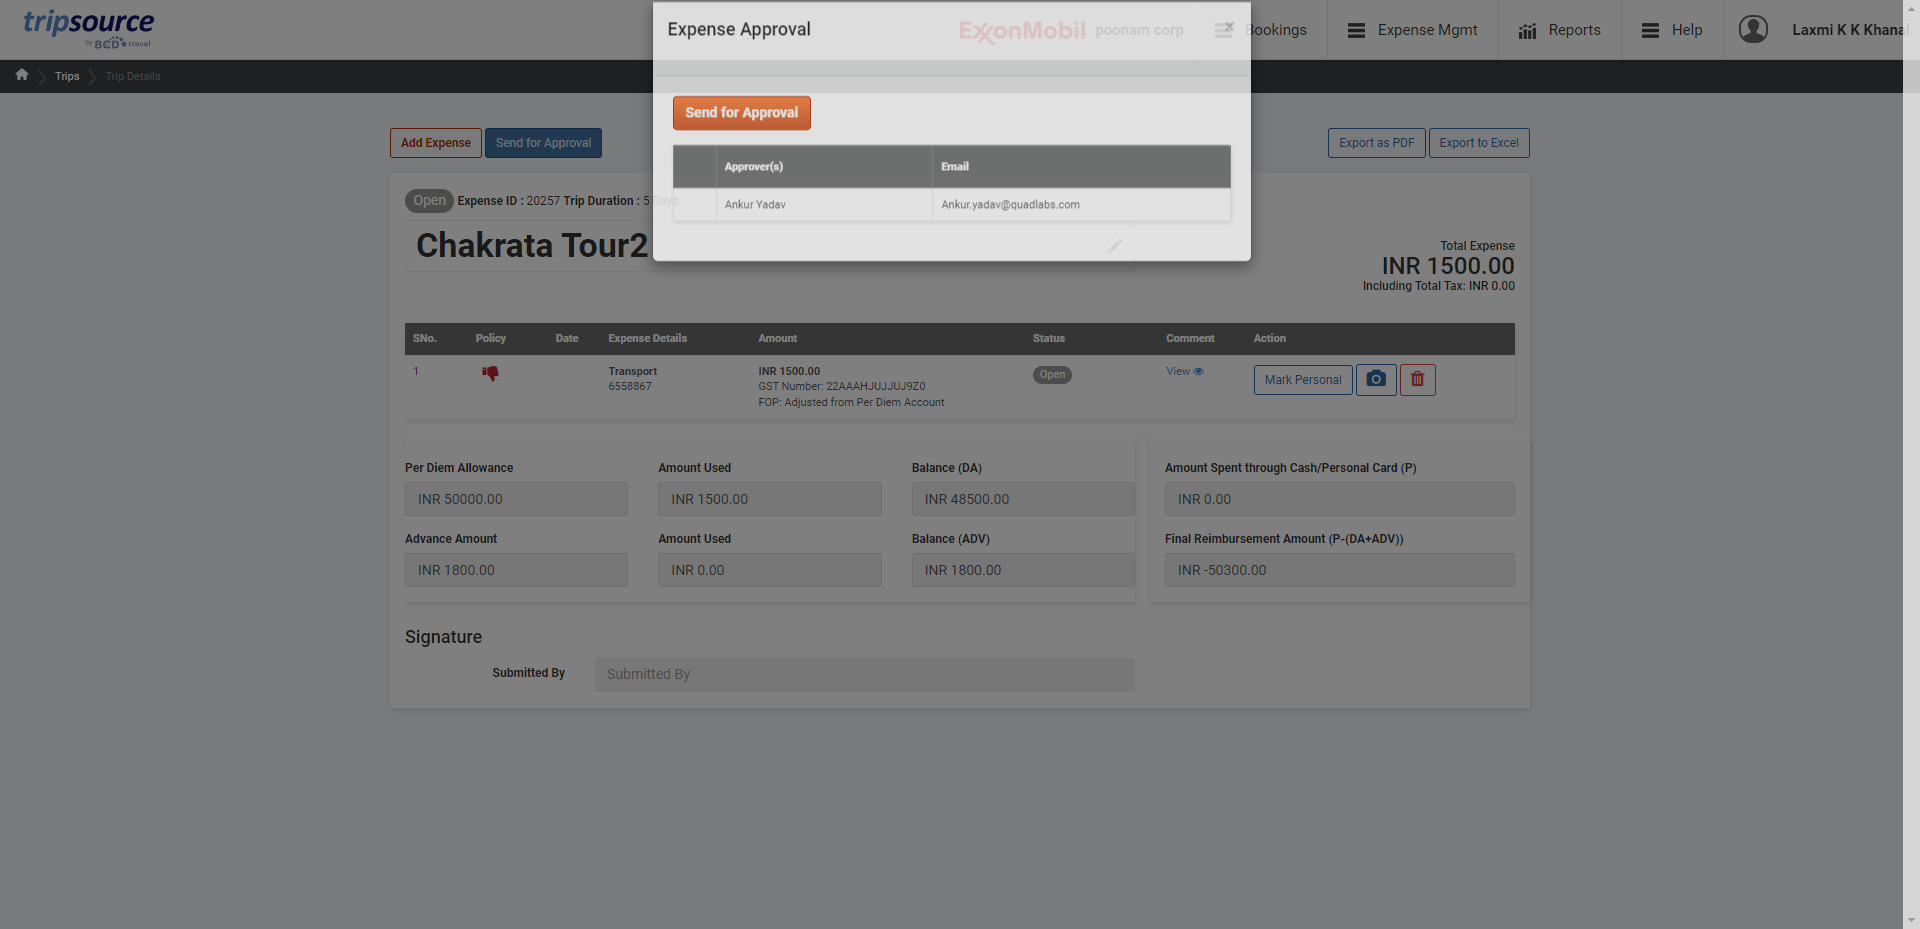 tripsource
by BCD travel
Expense Approval
×
ExxonMobil
poonam corp
Bookings
Expense Mgmt
Reports
Help
Laxmi K K Khanal
Trips
Trip Details
Send for Approval
Approver(s) Email
Ankur Yadav Ankur.yadav@quadlabs.com
Add Expense
Send for Approval
Export as PDF
Export to Excel
Open Expense ID : 20257 Trip Duration : 5 Days
Chakrata Tour2
Total Expense
INR 1500.00
Including Total Tax: INR 0.00
SNo. Policy Date Expense Details Amount Status Comment Action
1 Transport INR 1500.00 Open View Mark Personal
6558867 GST Number: 22AAAHJUJJUJ9Z0
FOP: Adjusted from Per Diem Account
Per Diem Allowance Amount Used Balance (DA) Amount Spent through Cash/Personal Card (P)
INR 50000.00 INR 1500.00 INR 48500.00 INR 0.00
Advance Amount Amount Used Balance (ADV) Final Reimbursement Amount (P-(DA+ADV))
INR 1800.00 INR 0.00 INR 1800.00 INR -50300.00
Signature
Submitted By Submitted By